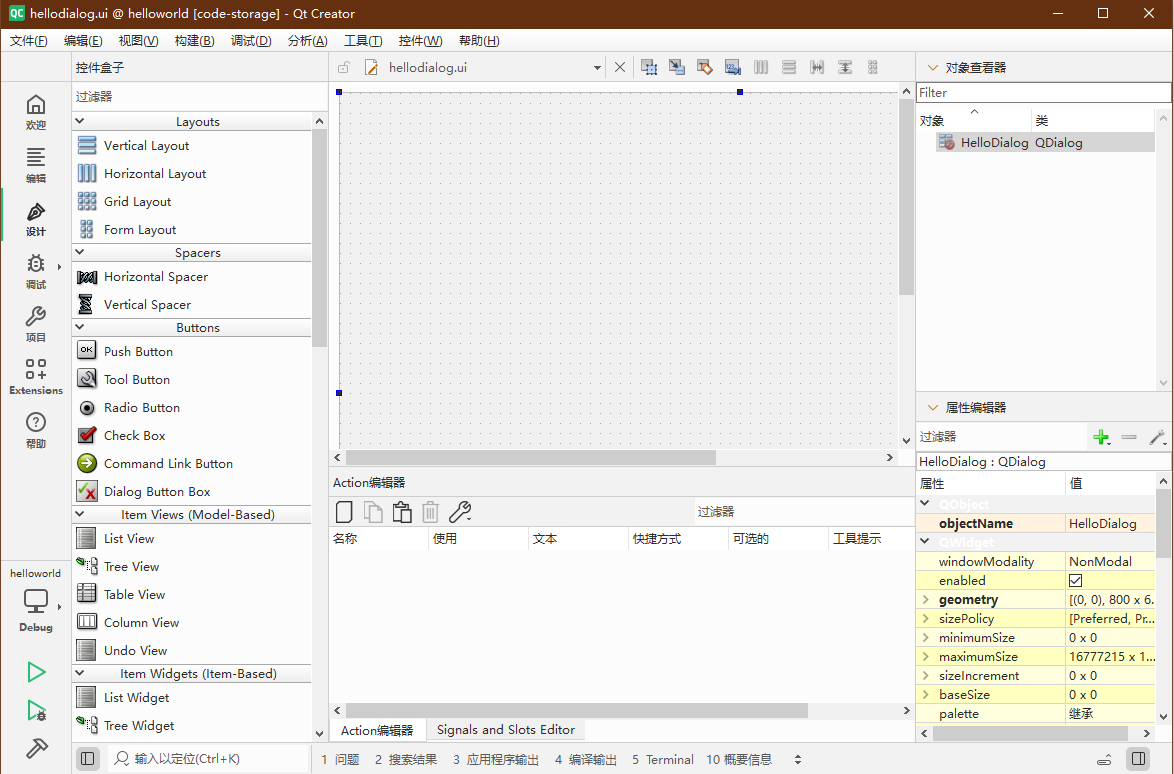 QC hellodialog.ui @ helloworld [code-storage] - Qt Creator
文件(F) 编辑(E) 视图(V) 构建(B) 调试(D) 分析(A) 工具(T) 控件(W) 帮助(H)
控件盒子
hellodialog.ui
对象查看器
过滤器
Filter
欢迎
编辑
设计
调试
项目
Extensions
帮助
helloworld
Debug
Layouts
Vertical Layout
Horizontal Layout
Grid Layout
Form Layout
Spacers
Horizontal Spacer
Vertical Spacer
Buttons
OK Push Button
Tool Button
Radio Button
Check Box
Command Link Button
Dialog Button Box
Item Views (Model-Based)
List View
Tree View
Table View
Column View
Undo View
Item Widgets (Item-Based)
List Widget
Tree Widget
Action编辑器
过滤器
名称 使用 文本 快捷方式 可选的 工具提示
Action编辑器 Signals and Slots Editor
对象 类
HelloDialog QDialog
属性编辑器
过滤器
HelloDialog : QDialog
属性 值
QObject
objectName HelloDialog
QWidget
windowModality NonModal
enabled
geometry [(0, 0), 800 x 6...
sizePolicy [Preferred, Pr...
minimumSize 0 x 0
maximumSize 16777215 x 1...
sizeIncrement 0 x 0
baseSize 0 x 0
palette 继承
输入以定位(Ctrl+K) 1 问题 2 搜索结果 3 应用程序输出 4 编译输出 5 Terminal 10 概要信息